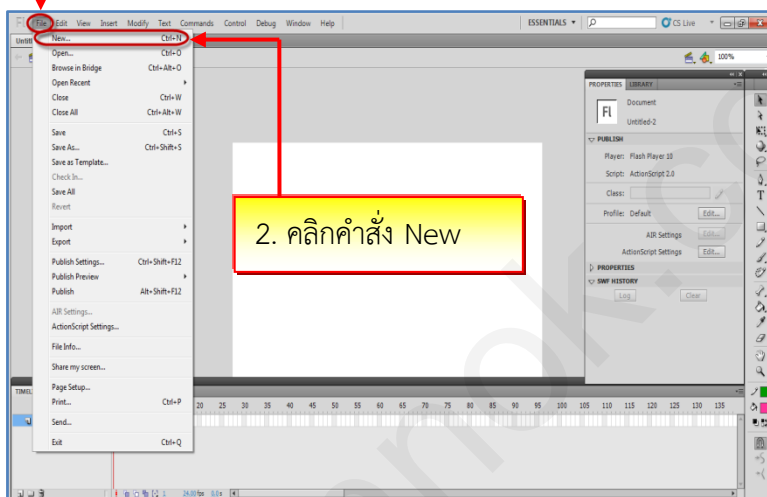 Fl File Edit View Insert Modify Text Commands Control Debug Window Help ESSENTIALS CS Live
New... Ctrl+N
Open... Ctrl+O
Browse in Bridge Ctrl+Alt+O
Open Recent
Close Ctrl+W
Close All Ctrl+Alt+W
Save Ctrl+S
Save As... Ctrl+Shift+S
Save as Template...
Check In...
Save All
Revert
Import
Export
Publish Settings... Ctrl+Shift+F12
Publish Preview
Publish Alt+Shift+F12
AIR Settings...
ActionScript Settings...
File Info...
Share my screen...
Page Setup...
Print... Ctrl+P
Send...
Exit Ctrl+Q
2. คลิกคำสั่ง New
100%
PROPERTIES LIBRARY
Fl Document
Untitled-2
PUBLISH
Player: Flash Player 10
Script: ActionScript 2.0
Class:
Profile: Default Edit...
AIR Settings Edit...
ActionScript Settings Edit...
PROPERTIES
SWF HISTORY
Log Clear
20 25 30 35 40 45 50 55 60 65 70 75 80 85 90 95 100 105 110 115 120 125 130 135
1 24.00 fps 0.0 s